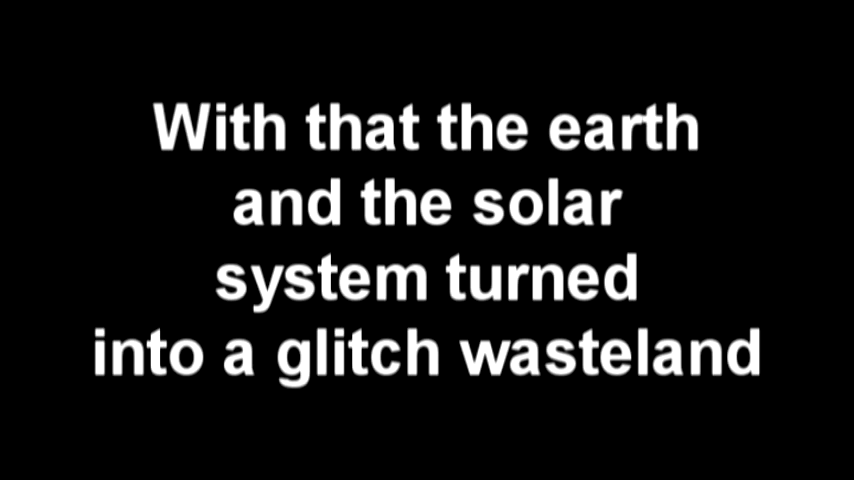 With that the earth
and the solar
system turned
into a glitch wasteland